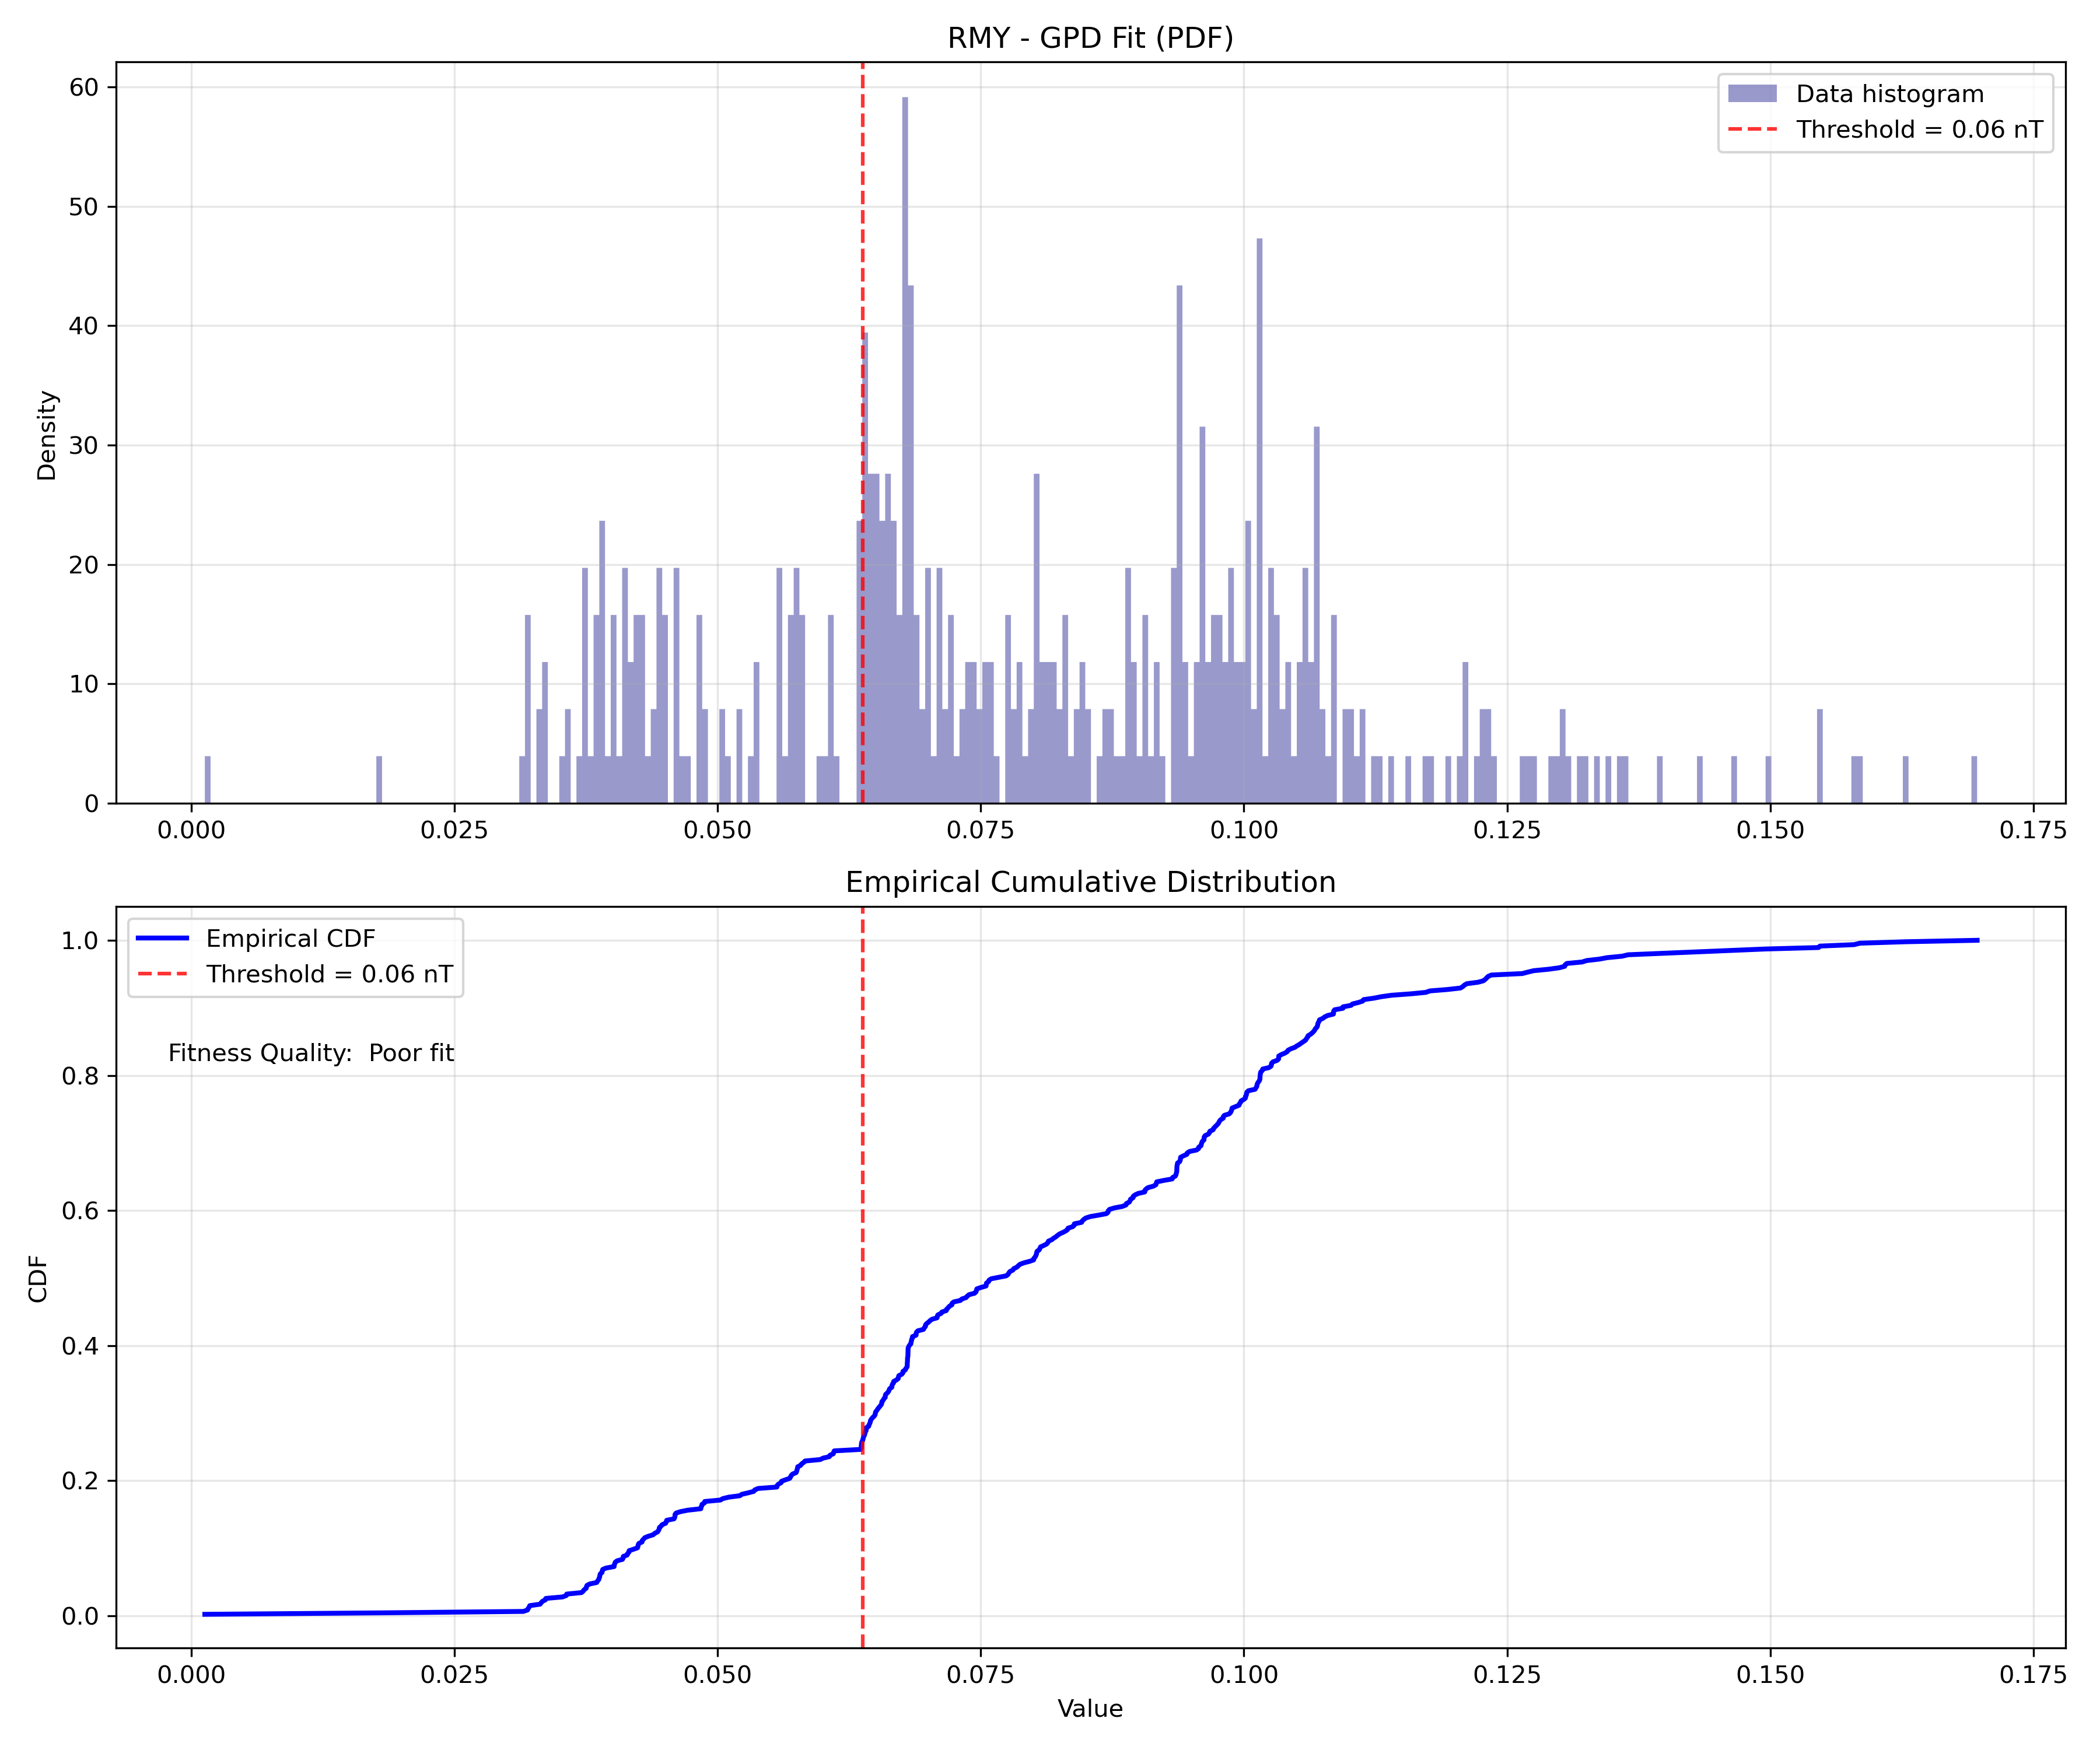 RMY - GPD Fit (PDF)
Density
60
50
40
30
20
10
0
Data histogram
Threshold = 0.06 nT
0.000 0.025 0.050 0.075 0.100 0.125 0.150 0.175
Empirical Cumulative Distribution
CDF
1.0
0.8
0.6
0.4
0.2
0.0
Empirical CDF
Threshold = 0.06 nT
Fitness Quality: Poor fit
0.000 0.025 0.050 0.075 0.100 0.125 0.150 0.175
Value